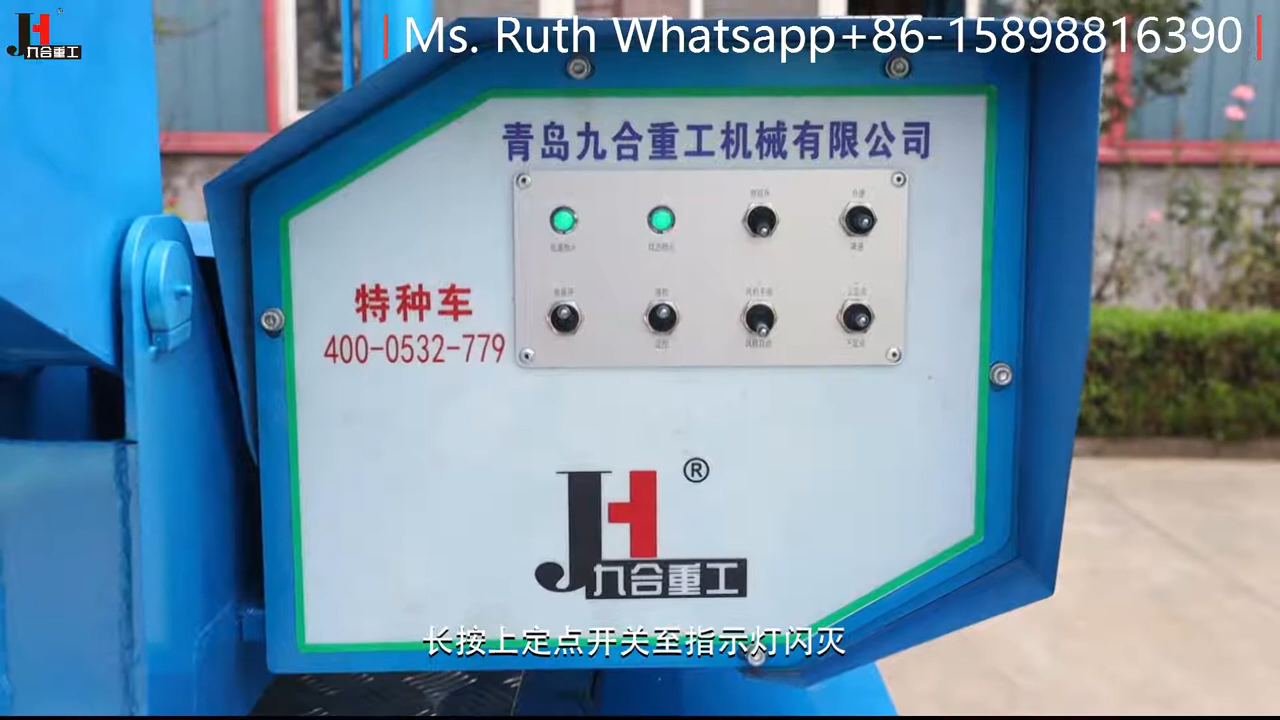 JH 九合重工
| Ms. Ruth Whatsapp+86-15898816390 |
青岛九合重工机械有限公司
特种车
400-0532-779
JH®
九合重工
长按上定点开关至指示灯闪灭